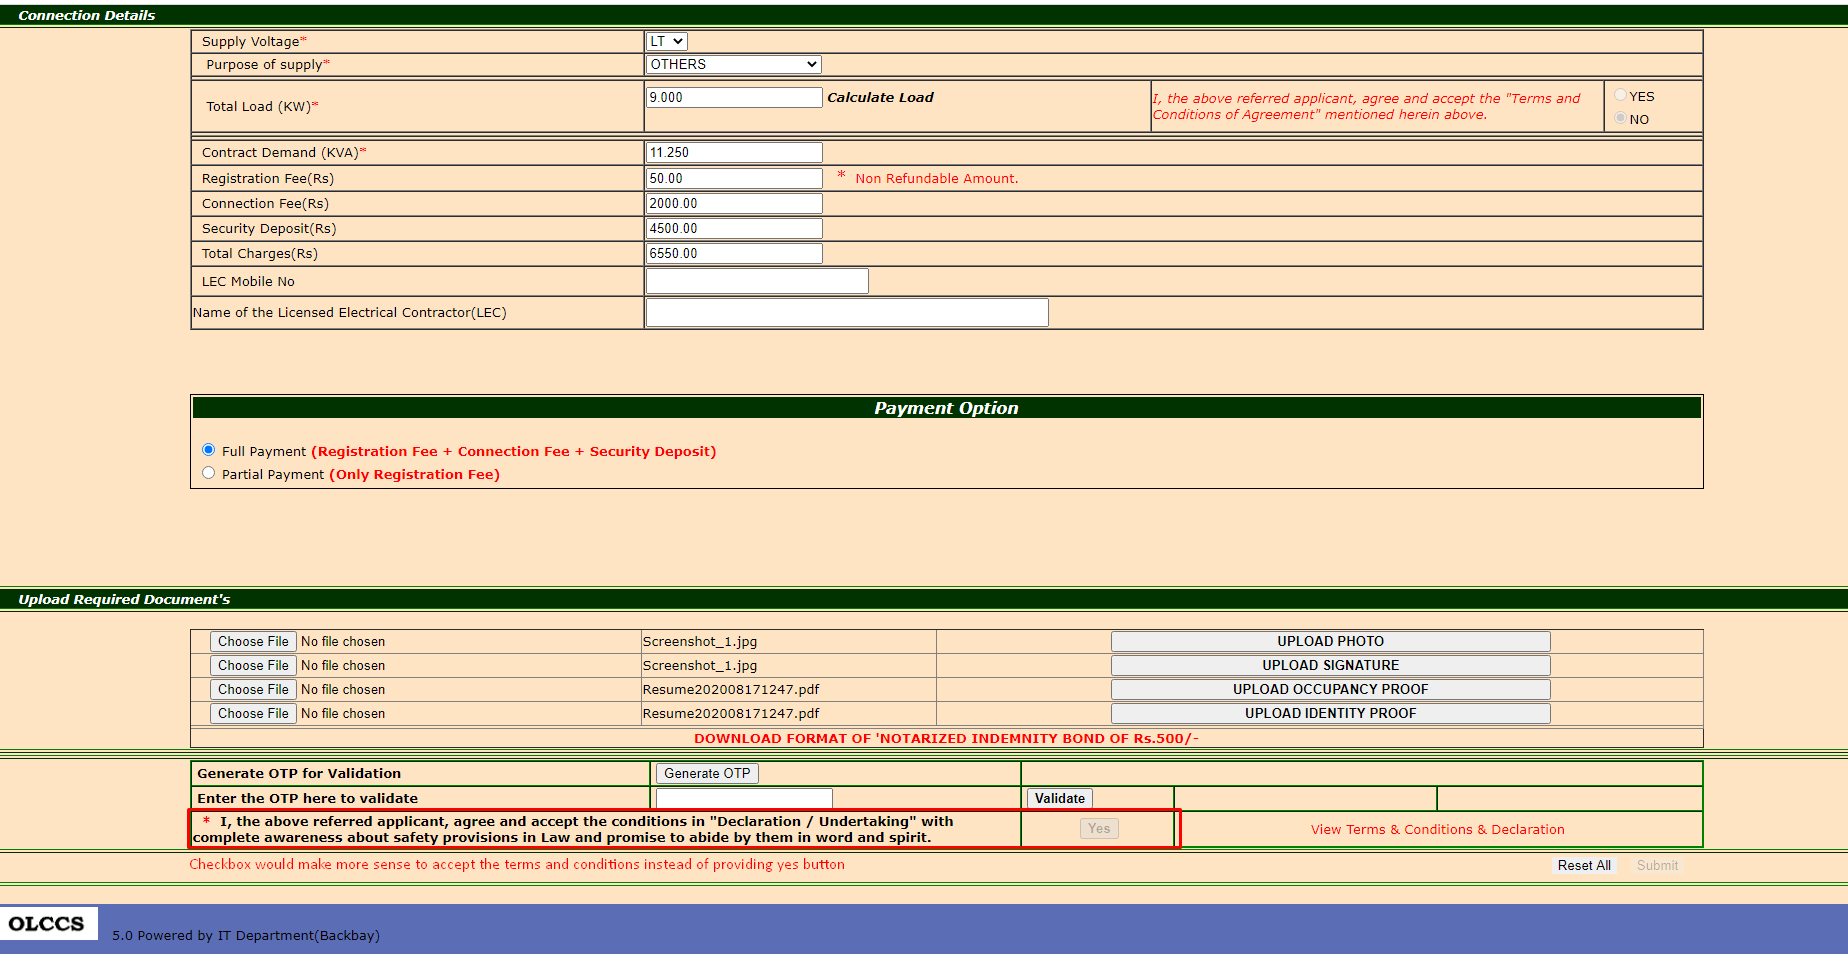 Connection Details
Supply Voltage* LT
Purpose of supply* OTHERS
Total Load (KW)* 9.000 Calculate Load
I, the above referred applicant, agree and accept the "Terms and
Conditions of Agreement" mentioned herein above.
YES
NO
Contract Demand (KVA)* 11.250
Registration Fee(Rs) 50.00 * Non Refundable Amount.
Connection Fee(Rs) 2000.00
Security Deposit(Rs) 4500.00
Total Charges(Rs) 6550.00
LEC Mobile No
Name of the Licensed Electrical Contractor(LEC)
Payment Option
Full Payment (Registration Fee + Connection Fee + Security Deposit)
Partial Payment (Only Registration Fee)
Upload Required Document's
Choose File No file chosen Screenshot_1.jpg UPLOAD PHOTO
Choose File No file chosen Screenshot_1.jpg UPLOAD SIGNATURE
Choose File No file chosen Resume202008171247.pdf UPLOAD OCCUPANCY PROOF
Choose File No file chosen Resume202008171247.pdf UPLOAD IDENTITY PROOF
DOWNLOAD FORMAT OF 'NOTARIZED INDEMNITY BOND OF Rs.500/-
Generate OTP for Validation Generate OTP
Enter the OTP here to validate Validate
* I, the above referred applicant, agree and accept the conditions in "Declaration / Undertaking" with
complete awareness about safety provisions in Law and promise to abide by them in word and spirit.
Yes
View Terms & Conditions & Declaration
Checkbox would make more sense to accept the terms and conditions instead of providing yes button
Reset All Submit
OLCCS
5.0 Powered by IT Department(Backbay)